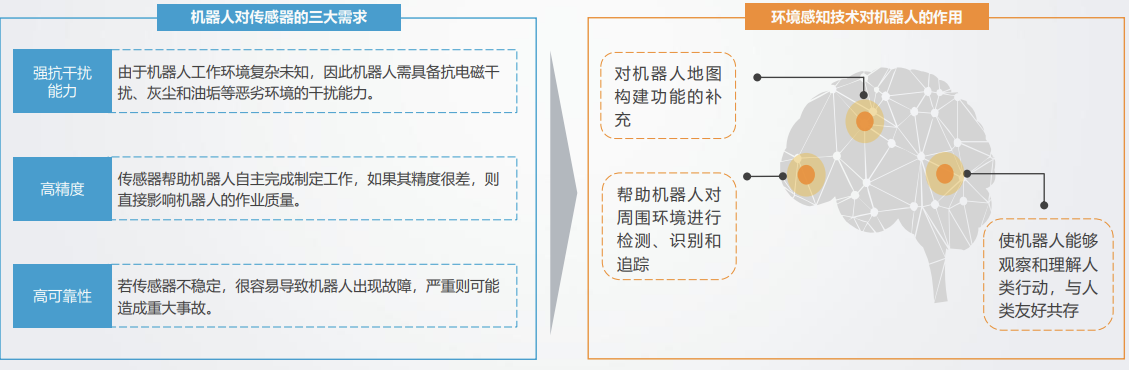 机器人对传感器的三大需求
强抗干扰
能力
由于机器人工作环境复杂未知，因此机器人需具备抗电磁干
扰、灰尘和油垢等恶劣环境的干扰能力。
高精度
传感器帮助机器人自主完成制定工作，如果其精度很差，则
直接影响机器人的作业质量。
高可靠性
若传感器不稳定，很容易导致机器人出现故障，严重则可能
造成重大事故。
环境感知技术对机器人的作用
对机器人地图
构建功能的补
充
帮助机器人对
周围环境进行
检测、识别和
追踪
使机器人能够
观察和理解人
类行动，与人
类友好共存